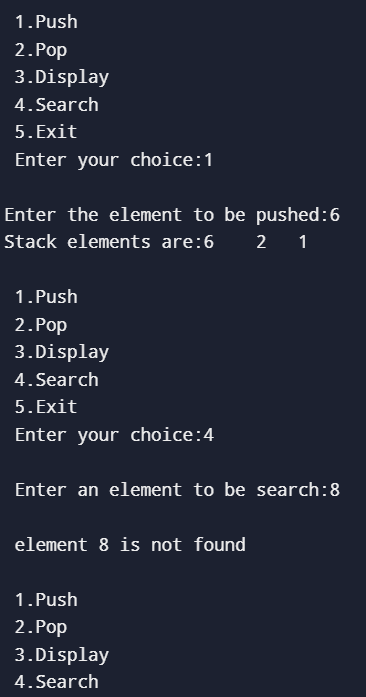 1.Push
2.Pop
3.Display
4.Search
5.Exit
Enter your choice:1
Enter the element to be pushed:6
Stack elements are:6    2   1
1.Push
2.Pop
3.Display
4.Search
5.Exit
Enter your choice:4
Enter an element to be search:8
element 8 is not found
1.Push
2.Pop
3.Display
4.Search